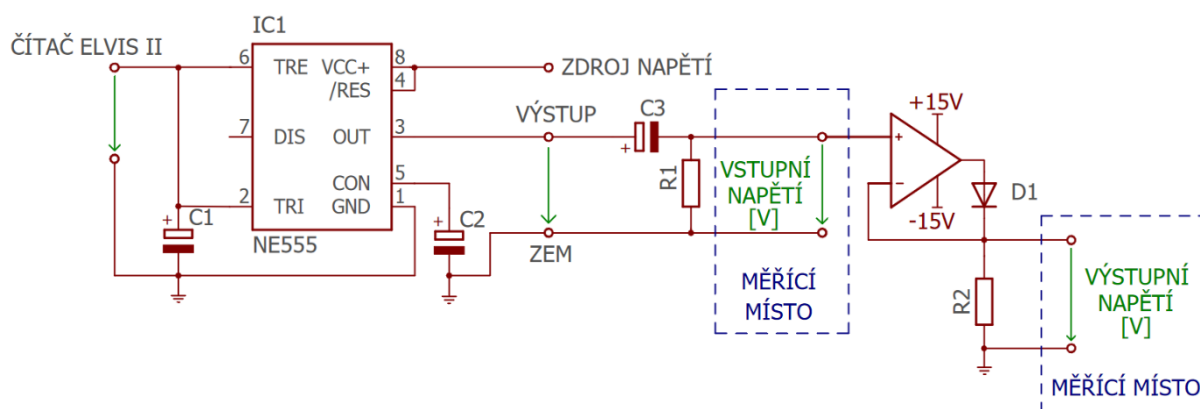 IC1
ČÍTAČ ELVIS II
6
TRE
VCC+
8
ZDROJ NAPĚTÍ
/RES
4
7
DIS
OUT
3
VÝSTUP
C3
+
+15V
+
−
-15V
D1
R1
VSTUPNÍ
NAPĚTÍ
[V]
5
CON
2
TRI
GND
1
+
C1
+
C2
NE555
ZEM
MĚŘÍCÍ
MÍSTO
R2
VÝSTUPNÍ
NAPĚTÍ
[V]
MĚŘÍCÍ MÍSTO